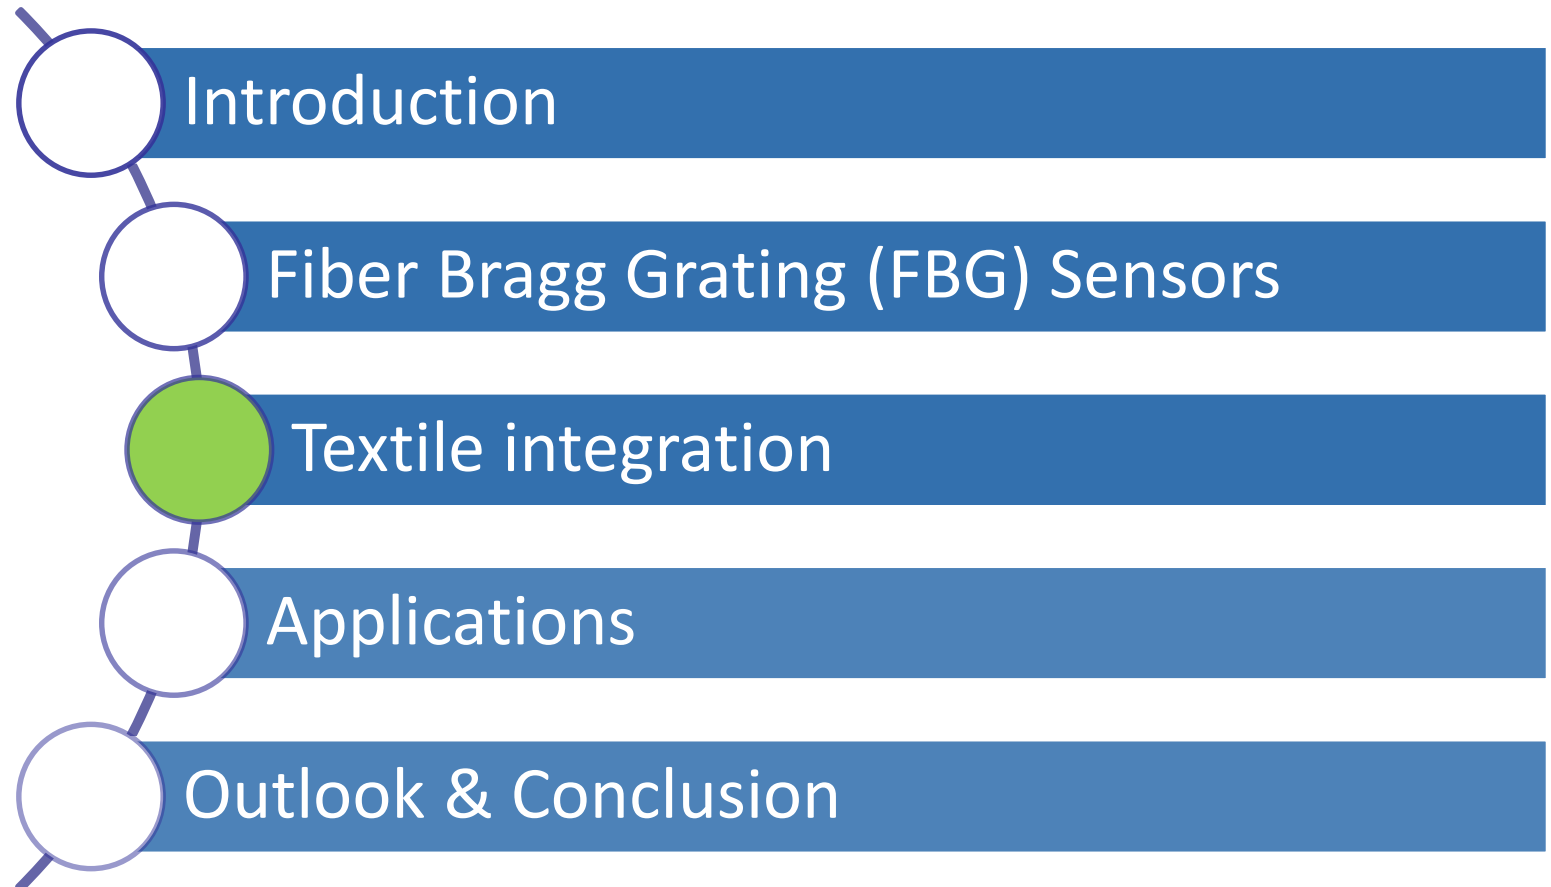 Introduction
Fiber Bragg Grating (FBG) Sensors
Textile integration
Applications
Outlook & Conclusion